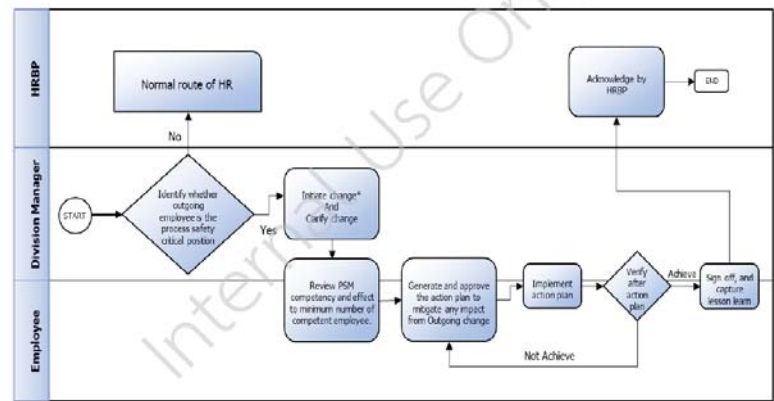 HRBP
Normal route of HR
No
Acknowledge by
HRBP
END
Division Manager
START
Identify whether
outgoing
employee is the
process safety
critical position
Yes
Initiate change*
And
Clarify change
Employee
Review PSM
competency and effect
to minimum number of
competent employee.
Generate and approve
the action plan to
mitigate any impact
from Outgoing change
Implement
action plan
Verify
after
action
plan
Achieve
Not Achieve
Sign off, and
capture
lesson learn
Internal Use On